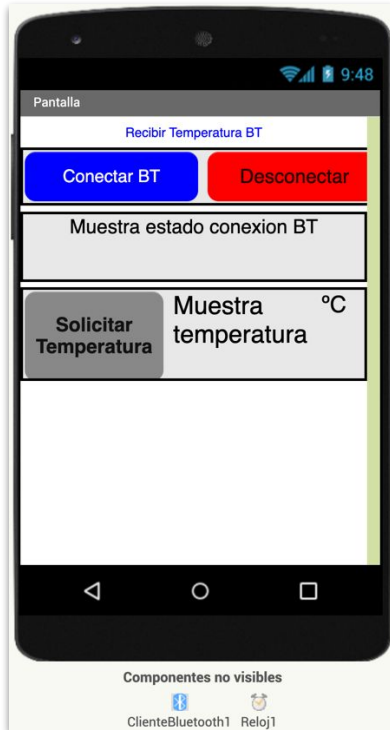 9:48
Pantalla
Recibir Temperatura BT
Conectar BT
Desconectar
Muestra estado conexion BT
Solicitar
Temperatura
Muestra
temperatura
ºC
Componentes no visibles
ClienteBluetooth1
Reloj1